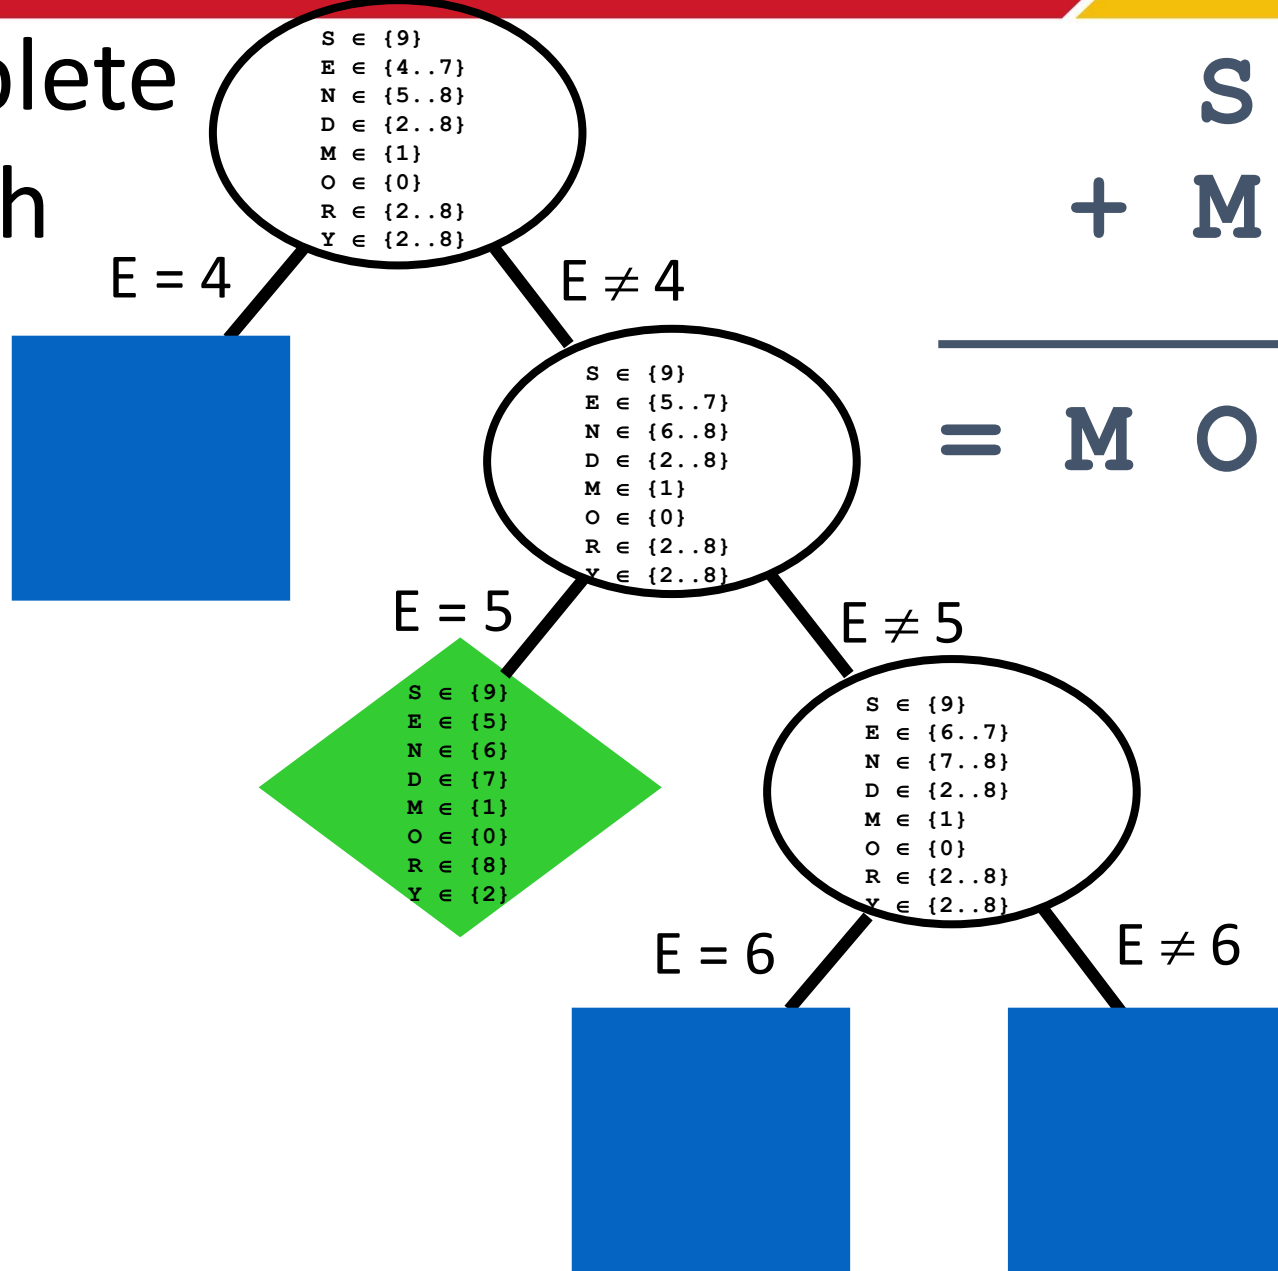 plete
h
S ∈ {9}
E ∈ {4..7}
N ∈ {5..8}
D ∈ {2..8}
M ∈ {1}
O ∈ {0}
R ∈ {2..8}
Y ∈ {2..8}
S
+ M
= M O
E = 4
E ≠ 4
S ∈ {9}
E ∈ {5..7}
N ∈ {6..8}
D ∈ {2..8}
M ∈ {1}
O ∈ {0}
R ∈ {2..8}
Y ∈ {2..8}
E = 5
E ≠ 5
S ∈ {9}
E ∈ {5}
N ∈ {6}
D ∈ {7}
M ∈ {1}
O ∈ {0}
R ∈ {8}
Y ∈ {2}
S ∈ {9}
E ∈ {6..7}
N ∈ {7..8}
D ∈ {2..8}
M ∈ {1}
O ∈ {0}
R ∈ {2..8}
Y ∈ {2..8}
E = 6
E ≠ 6